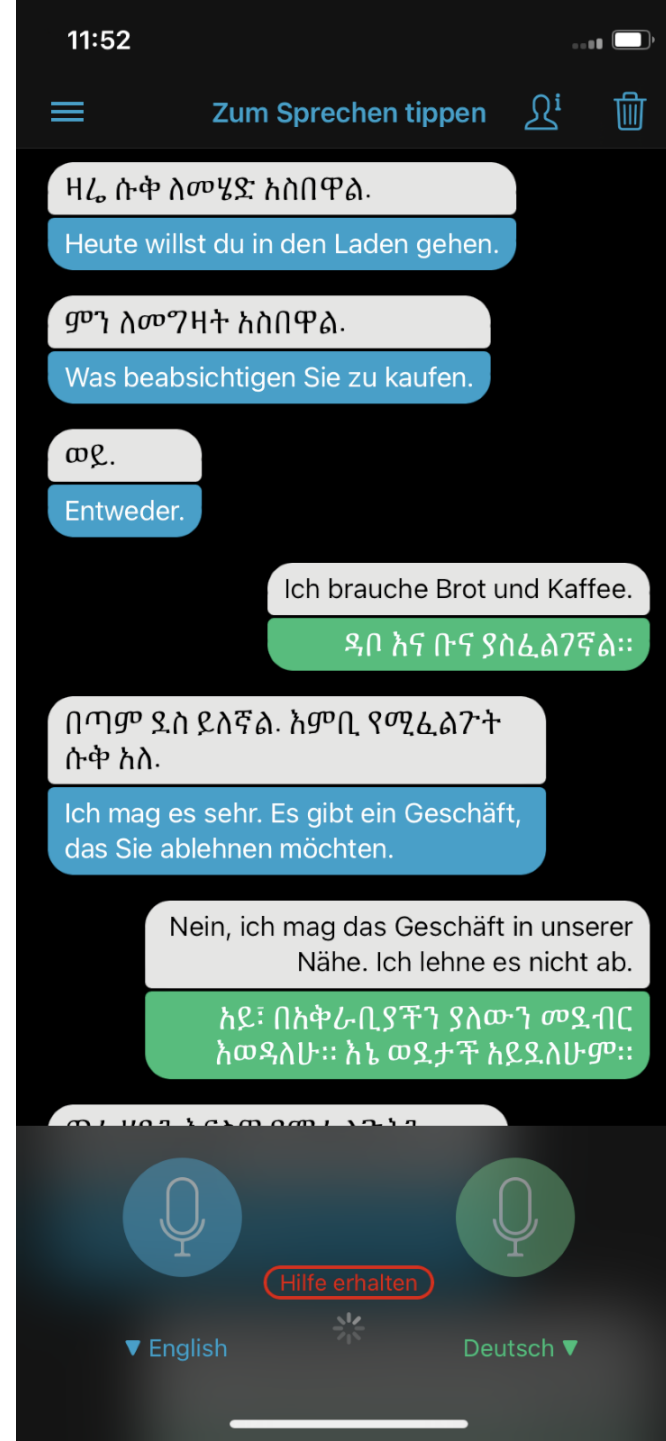 11:52
Zum Sprechen tippen
ዛሬ ሱቅ ለመሄድ አስበዋል.
Heute willst du in den Laden gehen.
ምን ለመግዛት አስበዋል.
Was beabsichtigen Sie zu kaufen.
ወይ.
Entweder.
Ich brauche Brot und Kaffee.
ዳቦ እና ቡና ያስፈልገኛል።
በጣም ደስ ይለኛል. እምቢ የሚፈልጉት
ሱቅ አለ.
Ich mag es sehr. Es gibt ein Geschäft,
das Sie ablehnen möchten.
Nein, ich mag das Geschäft in unserer
Nähe. Ich lehne es nicht ab.
አይ፣ በአቅራቢያችን ያለውን መደብር
እወዳለሁ። እኔ ወደታች አይደለሁም።
Hilfe erhalten
▼ English
Deutsch ▼